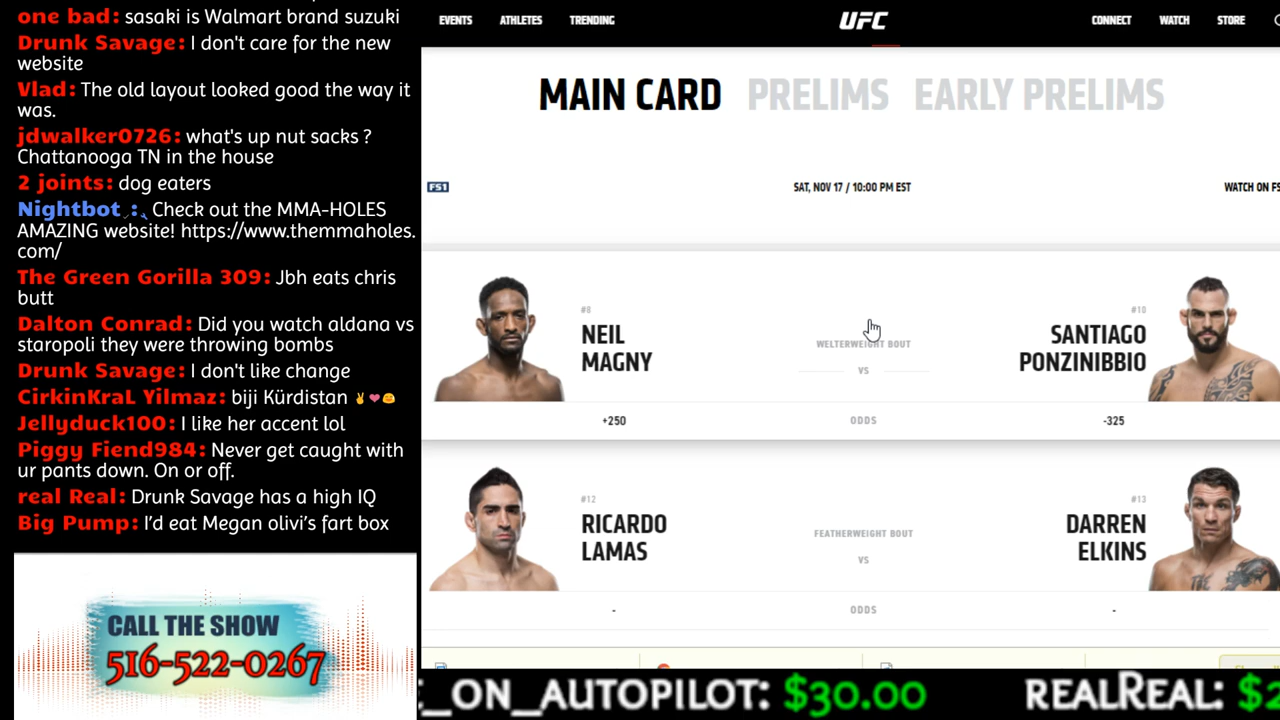 one bad: sasaki is Walmart brand suzuki
Drunk Savage: I don't care for the new
website
Vlad: The old layout looked good the way it
was.
jdwalker0726: what's up nut sacks ?
Chattanooga TN in the house
2 joints: dog eaters
Nightbot : Check out the MMA-HOLES
AMAZING website! https://www.themmaholes.
com/
The Green Gorilla 309: Jbh eats chris
butt
Dalton Conrad: Did you watch aldana vs
staropoli they were throwing bombs
Drunk Savage: I don't like change
CirkinKraL Yilmaz: biji Kürdistan ✌❤😊
Jellyduck100: I like her accent lol
Piggy Fiend984: Never get caught with
ur pants down. On or off.
real Real: Drunk Savage has a high IQ
Big Pump: I'd eat Megan olivi's fart box
CALL THE SHOW
516-522-0267
EVENTS ATHLETES TRENDING UFC CONNECT WATCH STORE
MAIN CARD PRELIMS EARLY PRELIMS
FS1 SAT, NOV 17 / 10:00 PM EST WATCH ON FS
#8 #10
NEIL SANTIAGO
WELTERWEIGHT BOUT
MAGNY PONZINIBBIO
VS
+250 ODDS -325
#12 #13
RICARDO DARREN
FEATHERWEIGHT BOUT
LAMAS ELKINS
VS
- ODDS -
E_ON_AUTOPILOT: $30.00 REALREAL: $2